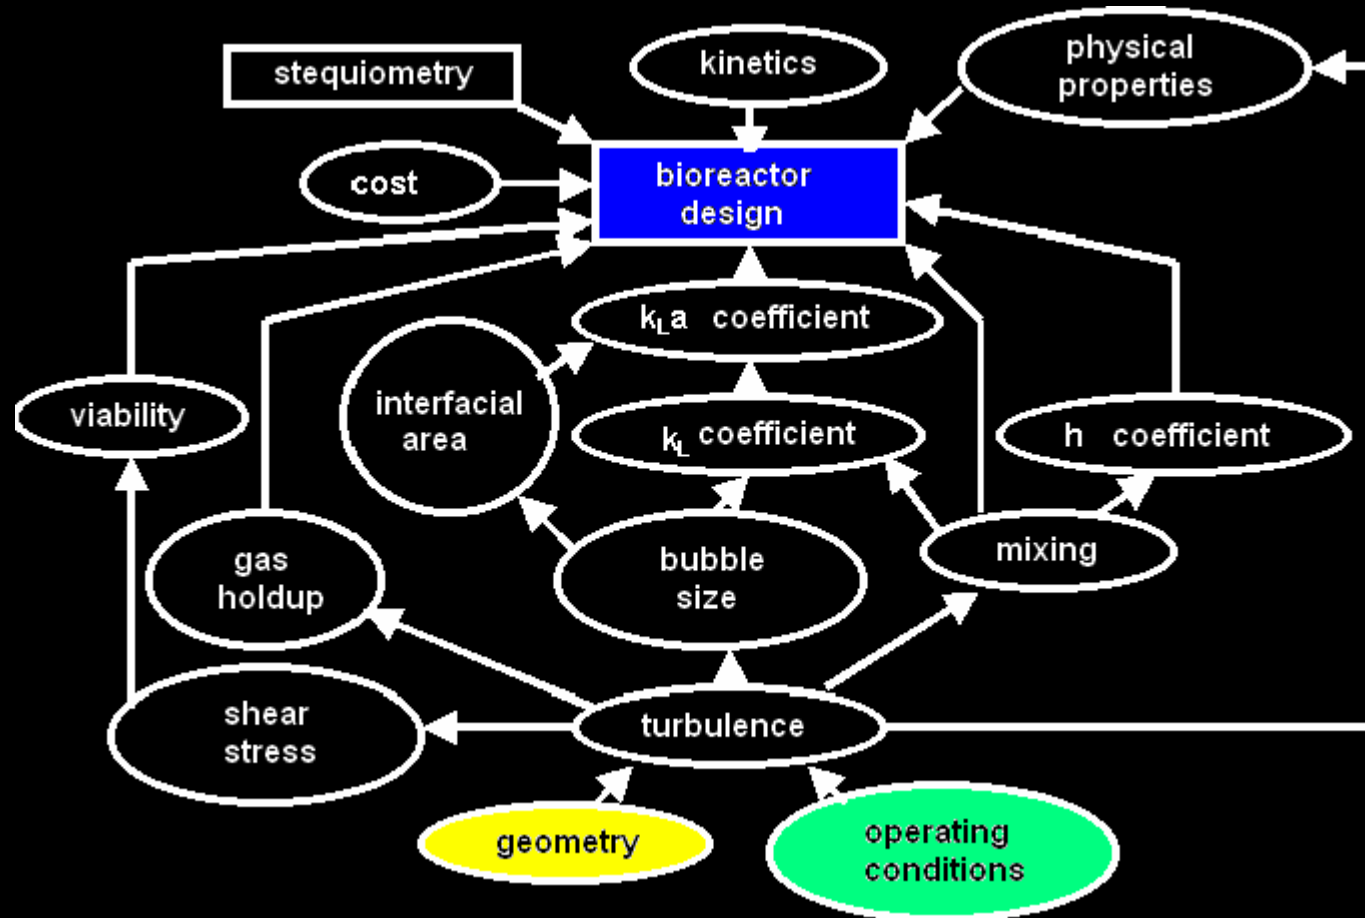 stequiometry
kinetics
physical
properties
cost
bioreactor
design
kLa coefficient
viability
interfacial
area
kL coefficient
h coefficient
gas
holdup
bubble
size
mixing
shear
stress
turbulence
geometry
operating
conditions